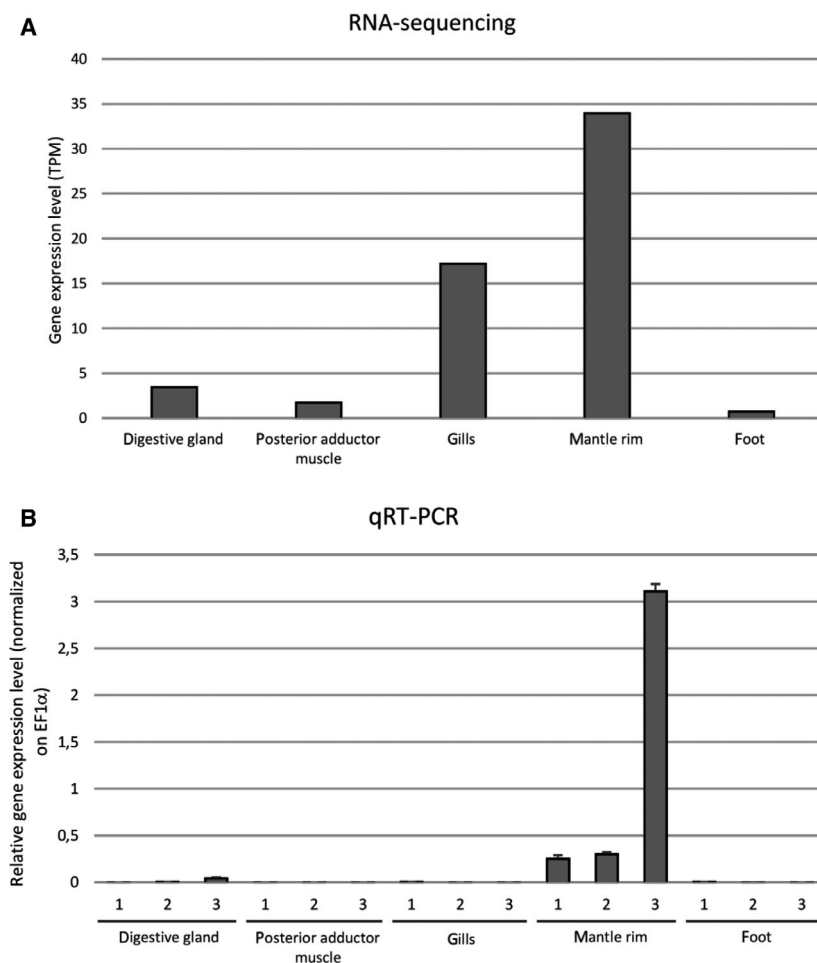 A
RNA-sequencing
Gene expression level (TPM)
40
35
30
25
20
15
10
5
0
Digestive gland
Posterior adductor
muscle
Gills
Mantle rim
Foot
B
qRT-PCR
Relative gene expression level (normalized
on EF1α)
3,5
3
2,5
2
1,5
1
0,5
0
1 2 3 1 2 3 1 2 3 1 2 3 1 2 3
Digestive gland
Posterior adductor
muscle
Gills
Mantle rim
Foot